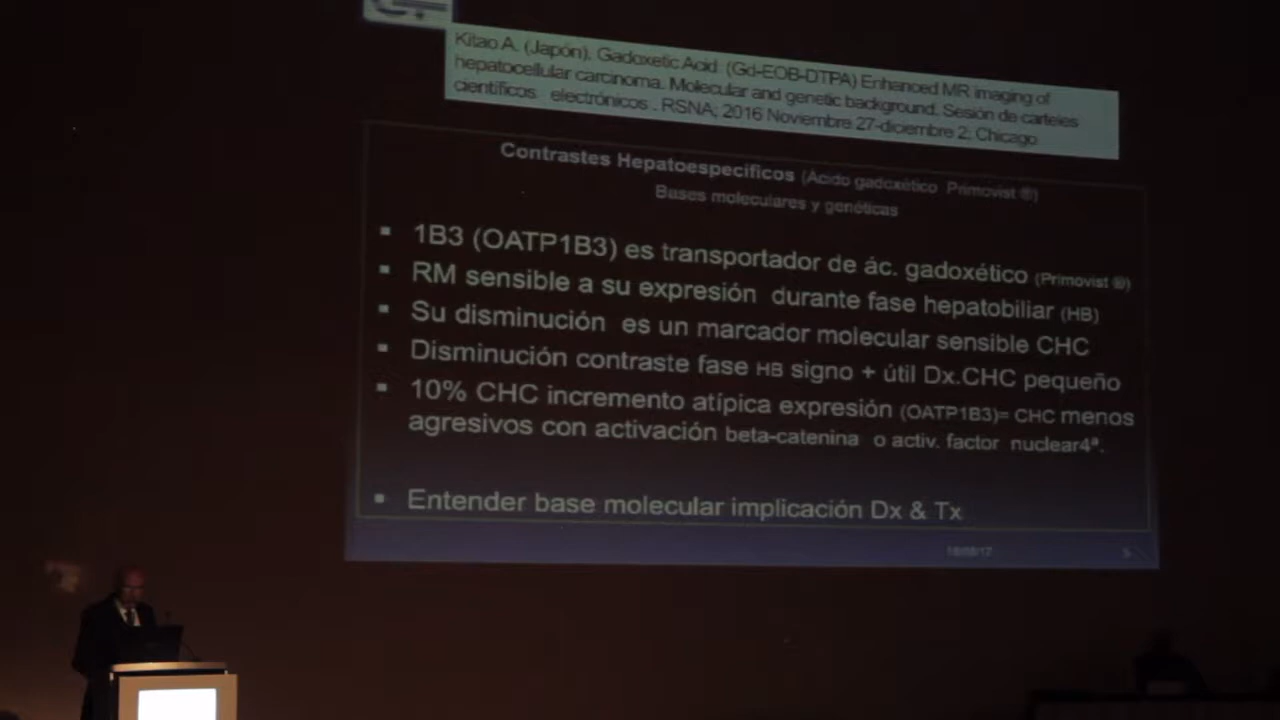 Kitao A. (Japón). Gadoxetic Acid (Gd-EOB-DTPA) Enhanced MR imaging of
hepatocellular carcinoma. Molecular and genetic background. Sesión de carteles
científicos electrónicos . RSNA; 2016 Noviembre 27-diciembre 2; Chicago
Contrastes Hepatoespecíficos (Ácido gadoxético Primovist ®)
Bases moleculares y genéticas
▪ 1B3 (OATP1B3) es transportador de ác. gadoxético (Primovist ®)
▪ RM sensible a su expresión durante fase hepatobiliar (HB)
▪ Su disminución es un marcador molecular sensible CHC
▪ Disminución contraste fase HB signo + útil Dx.CHC pequeño
▪ 10% CHC incremento atípica expresión (OATP1B3)= CHC menos
agresivos con activación beta-catenina o activ. factor nuclear4ª.
▪ Entender base molecular implicación Dx & Tx